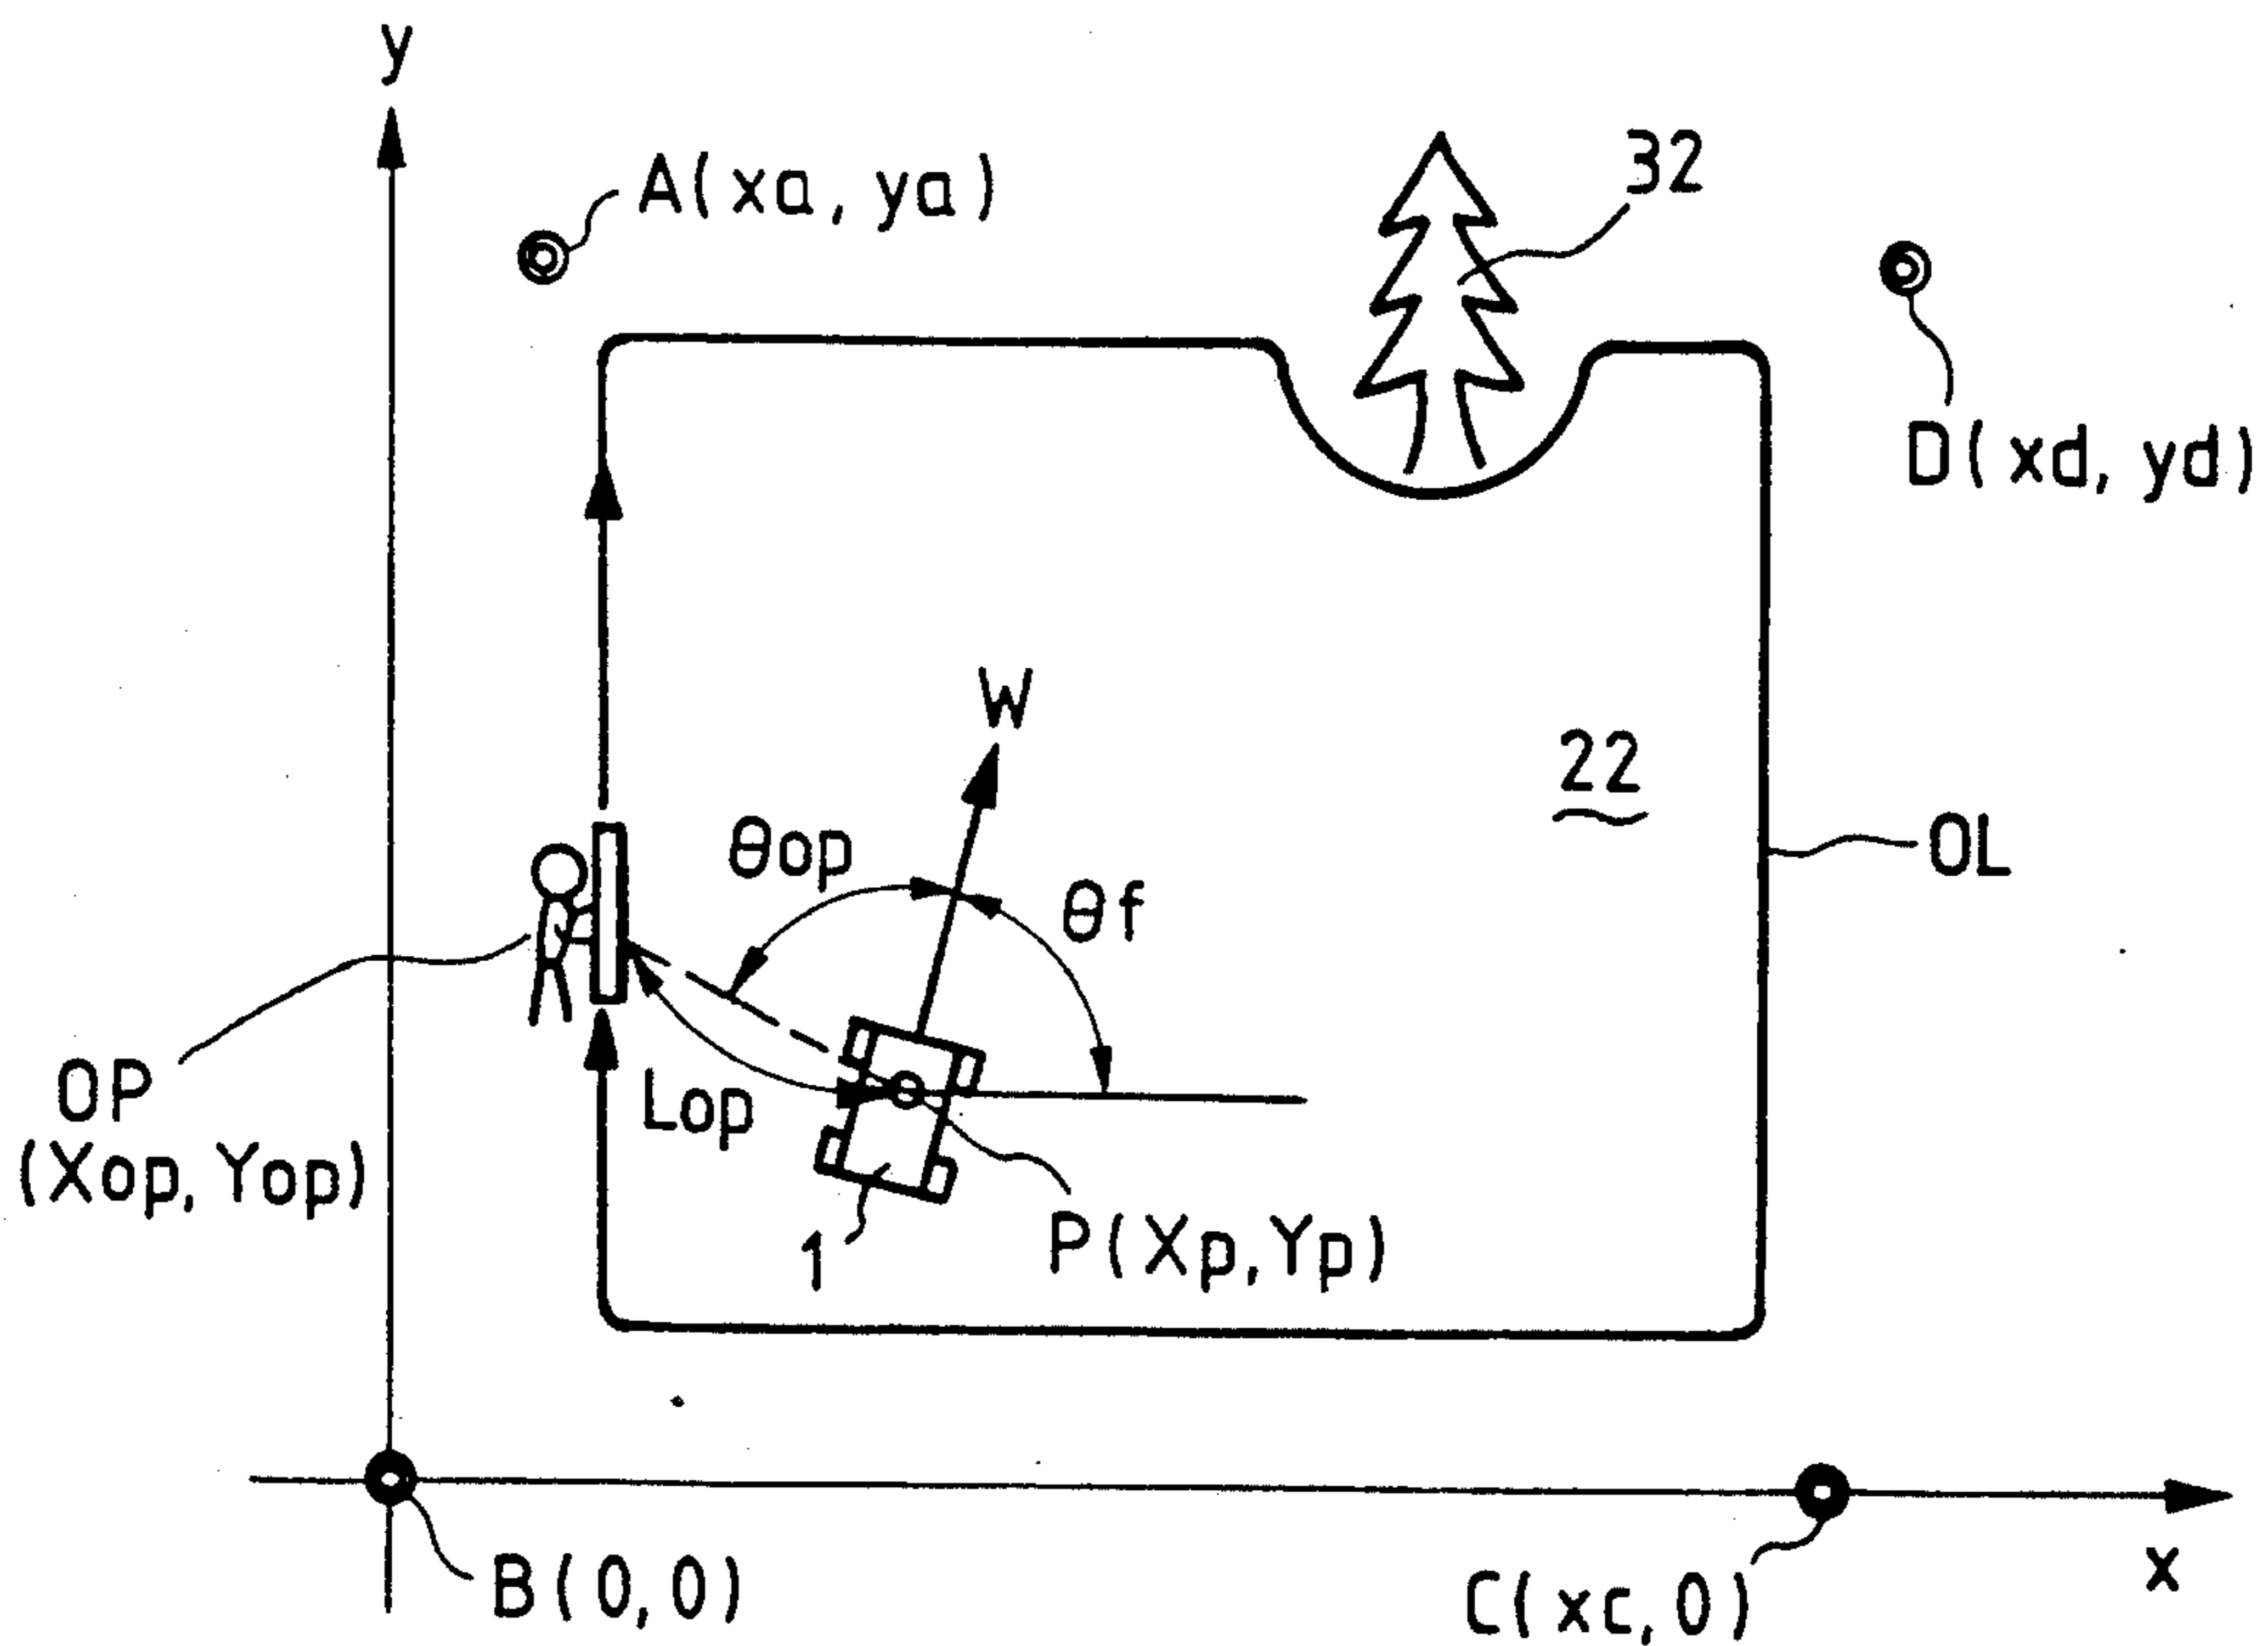 y
A(xa, ya)
32
D(xd, yd)
W
22
θop
θf
OL
OP
(Xop, Yop)
Lop
1
P(Xp, Yp)
B(0,0)
C(xc,0)
x